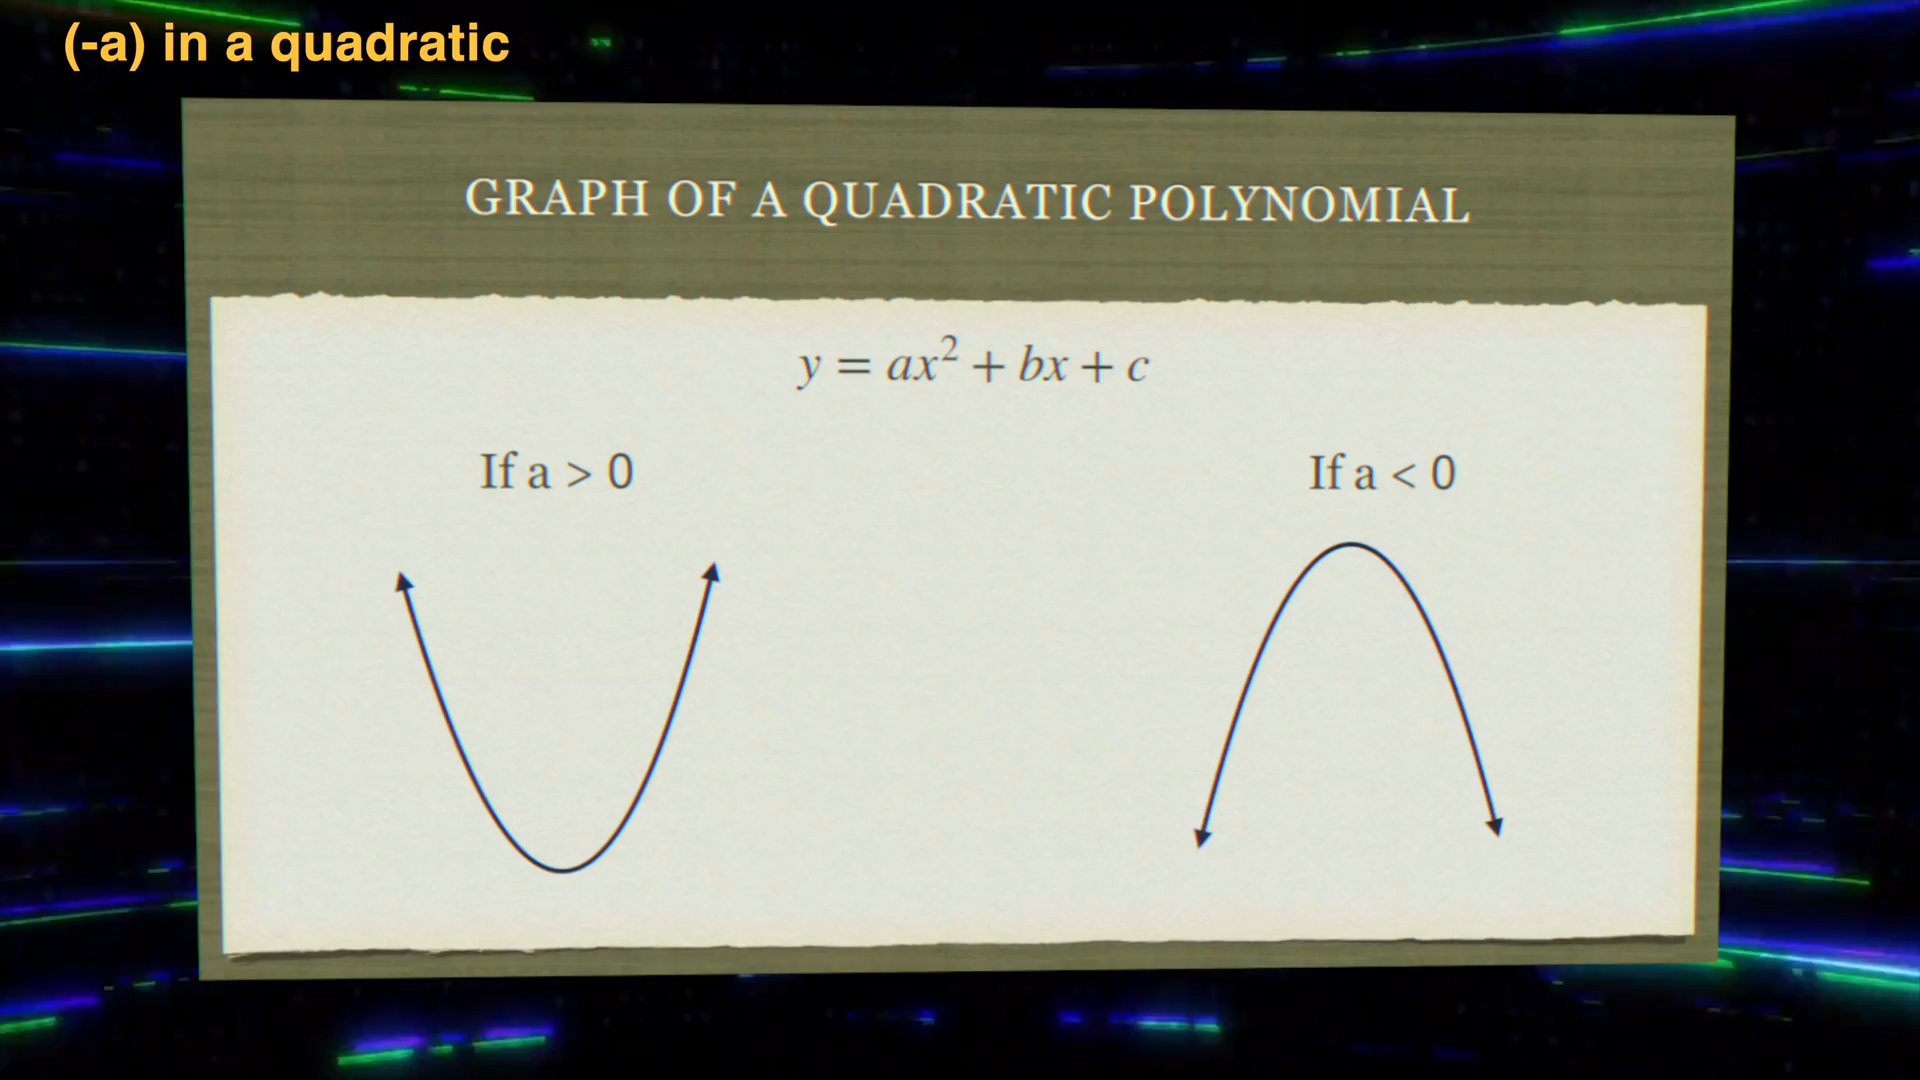 (-a) in a quadratic
GRAPH OF A QUADRATIC POLYNOMIAL
y = ax² + bx + c
If a > 0
If a < 0